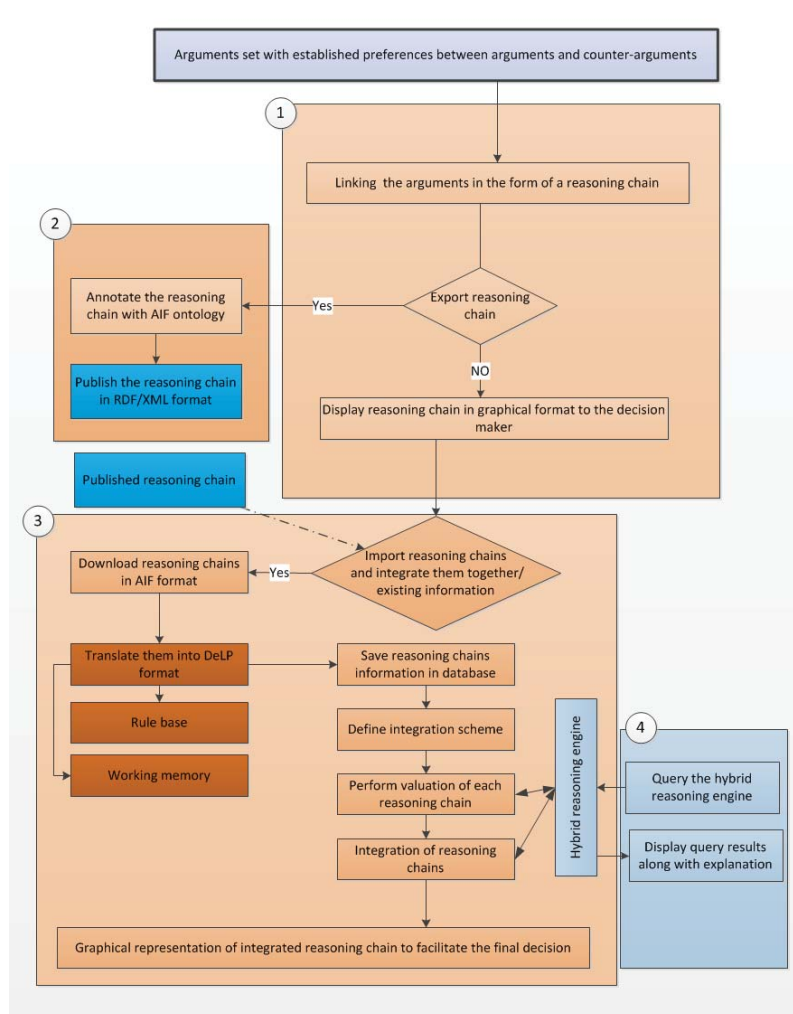 Arguments set with established preferences between arguments and counter-arguments
1
Linking the arguments in the form of a reasoning chain
2
Annotate the reasoning
chain with AIF ontology
Yes
Export reasoning
chain
Publish the reasoning chain
in RDF/XML format
NO
Display reasoning chain in graphical format to the decision
maker
Published reasoning chain
3
Download reasoning chains
in AIF format
Yes
Import reasoning chains
and integrate them together/
existing information
Translate them into DeLP
format
Save reasoning chains
information in database
Rule base
Define integration scheme
Working memory
Perform valuation of each
reasoning chain
Integration of reasoning
chains
Hybrid reasoning engine
4
Query the hybrid
reasoning engine
Display query results
along with explanation
Graphical representation of integrated reasoning chain to facilitate the final decision